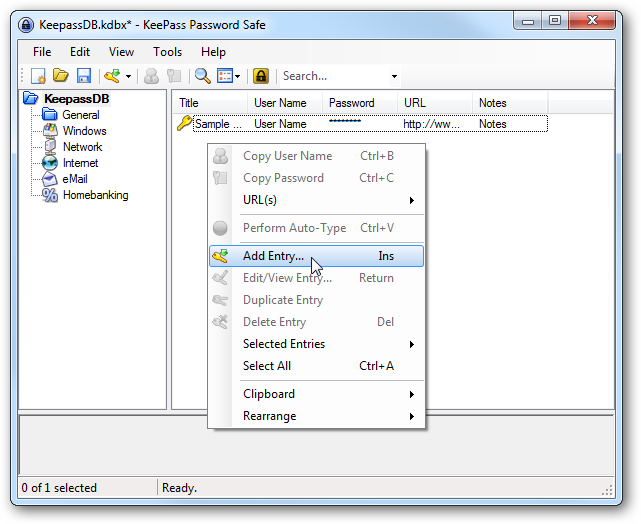 KeepassDB.kdbx* - KeePass Password Safe
File Edit View Tools Help
Search...
KeepassDB
General
Windows
Network
Internet
eMail
Homebanking
Title User Name Password URL Notes
Sample ... User Name ******** http://ww... Notes
Copy User Name Ctrl+B
Copy Password Ctrl+C
URL(s)
Perform Auto-Type Ctrl+V
Add Entry... Ins
Edit/View Entry... Return
Duplicate Entry
Delete Entry Del
Selected Entries
Select All Ctrl+A
Clipboard
Rearrange
0 of 1 selected Ready.